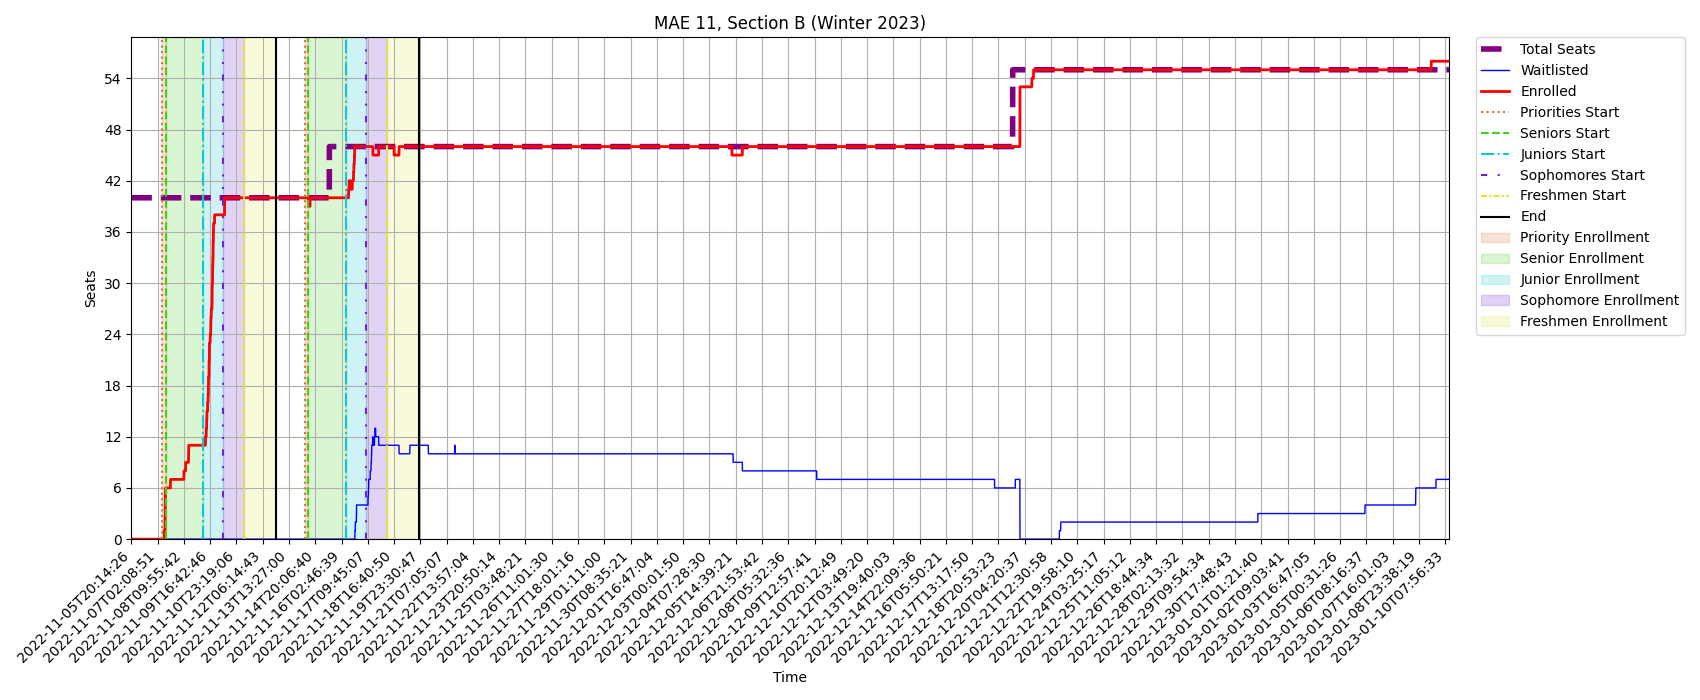 MAE 11, Section B (Winter 2023)
Seats
54
48
42
36
30
24
18
12
6
0
2022-11-05T20:14:26
2022-11-07T02:08:51
2022-11-08T09:55:42
2022-11-09T16:42:46
2022-11-10T23:19:06
2022-11-12T06:14:43
2022-11-13T13:27:00
2022-11-14T20:06:40
2022-11-16T02:46:39
2022-11-17T09:45:07
2022-11-18T16:40:50
2022-11-19T23:30:47
2022-11-21T07:05:07
2022-11-22T13:57:04
2022-11-23T20:50:14
2022-11-25T03:48:21
2022-11-26T11:01:30
2022-11-27T18:01:16
2022-11-29T01:11:00
2022-11-30T08:35:21
2022-12-01T16:47:04
2022-12-03T00:01:50
2022-12-04T07:28:30
2022-12-05T14:39:21
2022-12-06T21:53:42
2022-12-08T05:32:36
2022-12-09T12:57:41
2022-12-10T20:12:49
2022-12-12T03:49:20
2022-12-13T19:40:03
2022-12-14T22:09:36
2022-12-16T05:50:21
2022-12-17T13:17:50
2022-12-18T20:53:23
2022-12-20T04:20:37
2022-12-21T12:30:58
2022-12-22T19:58:10
2022-12-24T03:25:17
2022-12-25T11:05:12
2022-12-26T18:44:34
2022-12-28T02:13:32
2022-12-29T09:54:34
2022-12-30T17:48:43
2023-01-01T01:21:40
2023-01-02T09:03:41
2023-01-03T16:47:05
2023-01-05T00:31:26
2023-01-06T08:16:37
2023-01-07T16:01:03
2023-01-08T23:38:19
2023-01-10T07:56:33
Time
Total Seats
Waitlisted
Enrolled
Priorities Start
Seniors Start
Juniors Start
Sophomores Start
Freshmen Start
End
Priority Enrollment
Senior Enrollment
Junior Enrollment
Sophomore Enrollment
Freshmen Enrollment